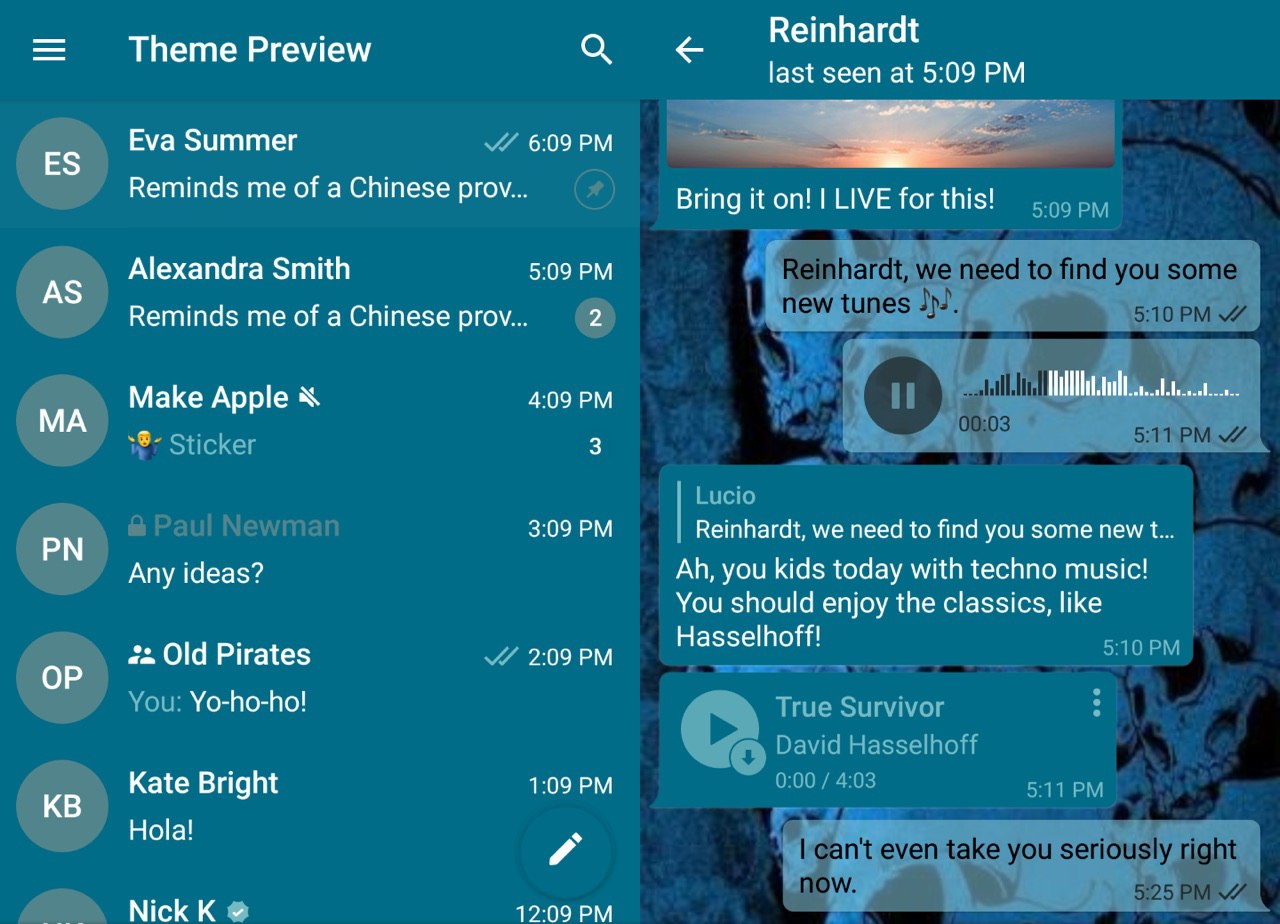 Theme Preview
ES
Eva Summer
6:09 PM
Reminds me of a Chinese prov...
AS
Alexandra Smith
5:09 PM
Reminds me of a Chinese prov...
2
MA
Make Apple
4:09 PM
Sticker
3
PN
Paul Newman
3:09 PM
Any ideas?
OP
Old Pirates
2:09 PM
You: Yo-ho-ho!
KB
Kate Bright
1:09 PM
Hola!
Nick K
12:09 PM
Reinhardt
last seen at 5:09 PM
Bring it on! I LIVE for this!
5:09 PM
Reinhardt, we need to find you some
new tunes 🎶.
5:10 PM
00:03
5:11 PM
Lucio
Reinhardt, we need to find you some new t...
Ah, you kids today with techno music!
You should enjoy the classics, like
Hasselhoff!
5:10 PM
True Survivor
David Hasselhoff
0:00 / 4:03
5:11 PM
I can't even take you seriously right
now.
5:25 PM